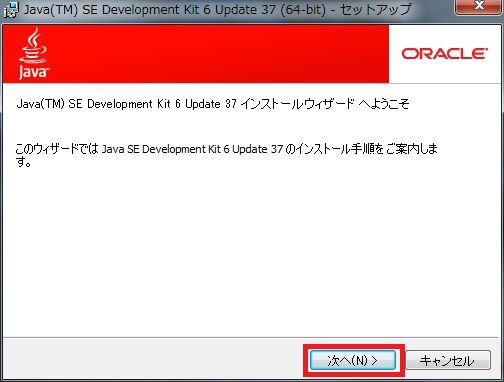 Java(TM) SE Development Kit 6 Update 37 (64-bit) - セットアップ
Java™
ORACLE®
Java(TM) SE Development Kit 6 Update 37 インストールウィザード へようこそ
このウィザードでは Java SE Development Kit 6 Update 37 のインストール手順をご案内しま
す。
次へ(N) >
キャンセル